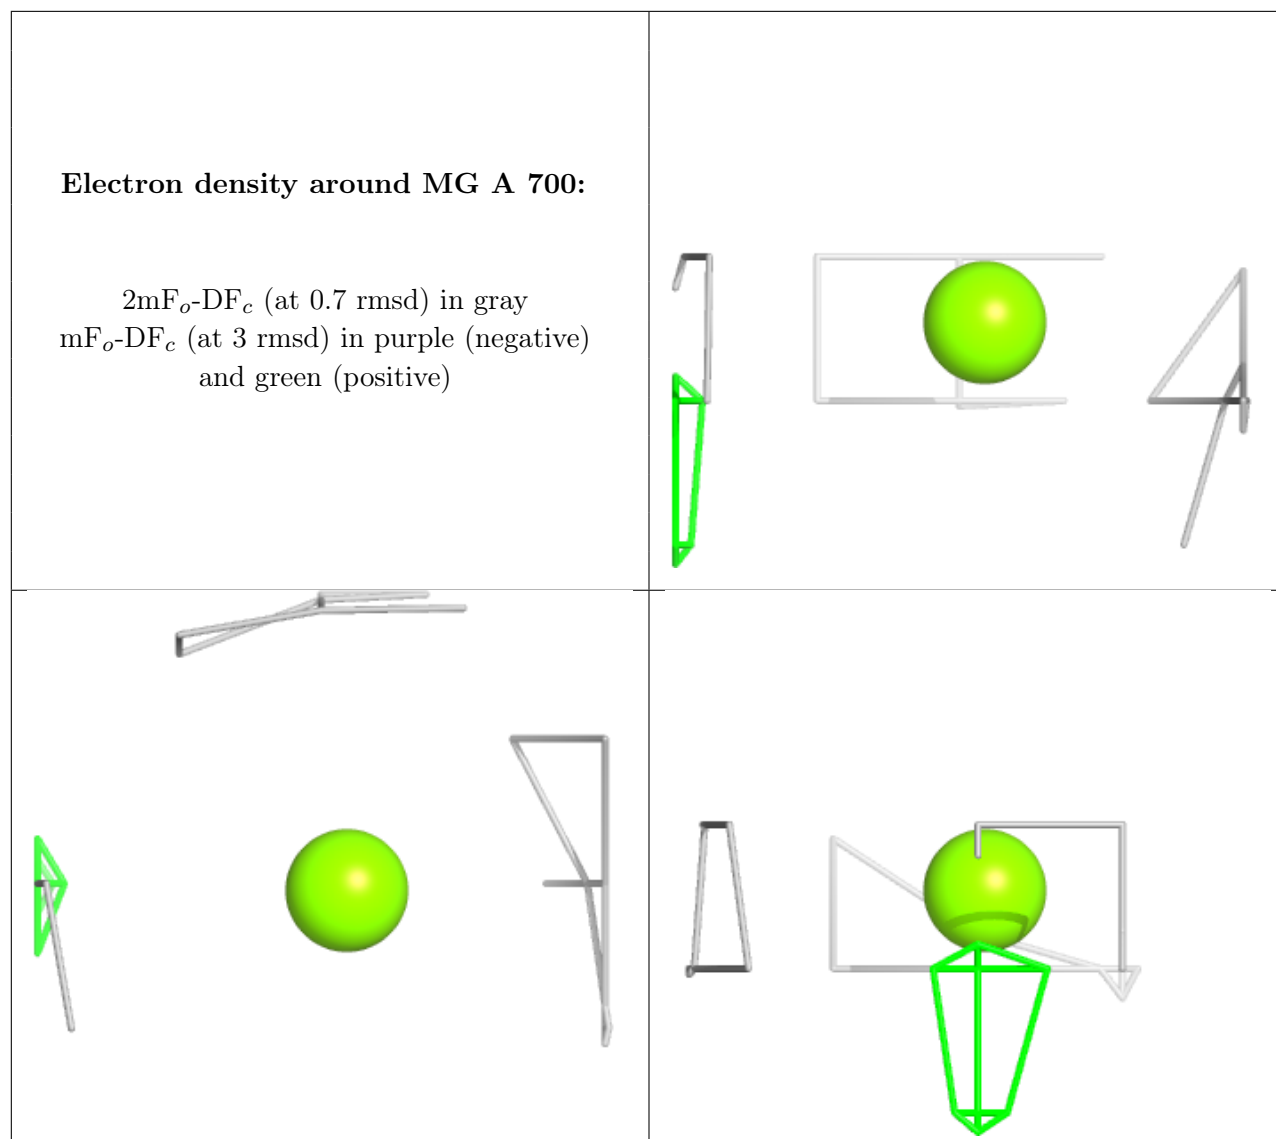 Electron density around MG A 700:
2mFo-DFc (at 0.7 rmsd) in gray
mFo-DFc (at 3 rmsd) in purple (negative)
and green (positive)